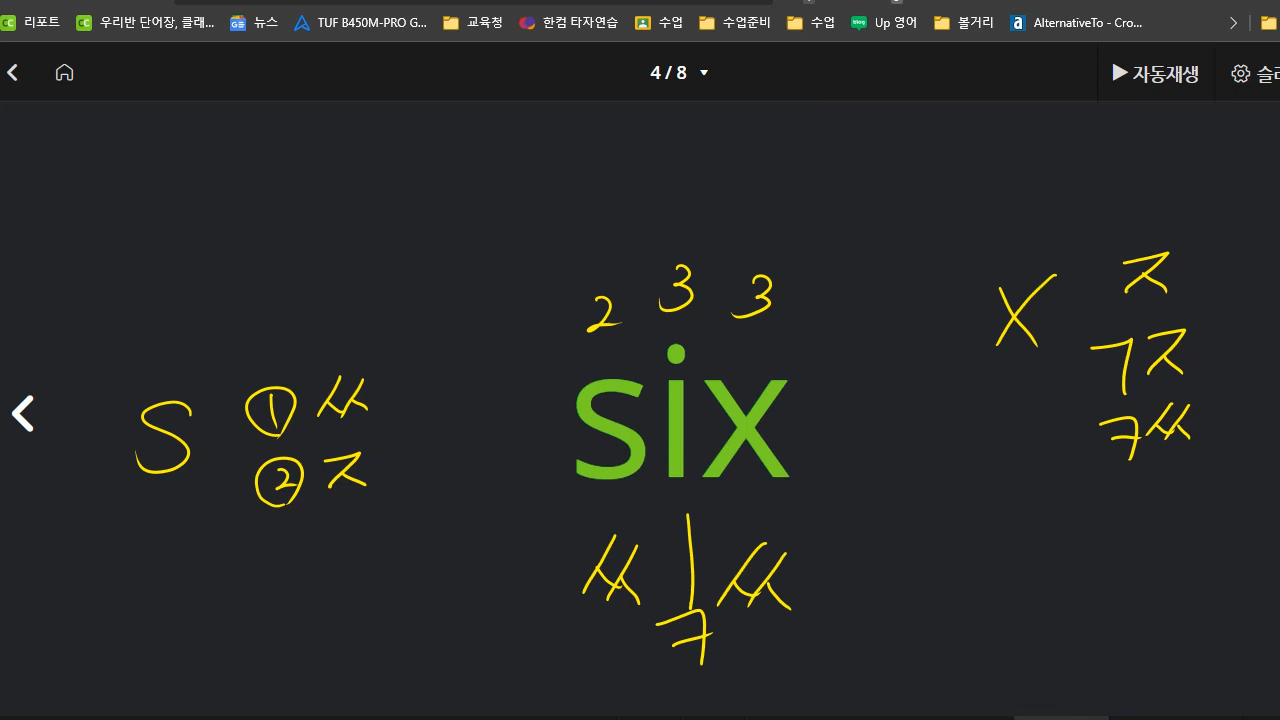 리포트 우리반 단어장, 클래... 뉴스 TUF B450M-PRO G... 교육청 한컴 타자연습 수업 수업준비 수업 Up 영어 볼거리 AlternativeTo - Cro...
4 / 8 자동재생
2 3 3
X ㅈ
ㄱㅈ
ㅋㅆ
S ① ㅆ
② ㅈ
six
ㅆ ㅣ ㅆ
ㅋ